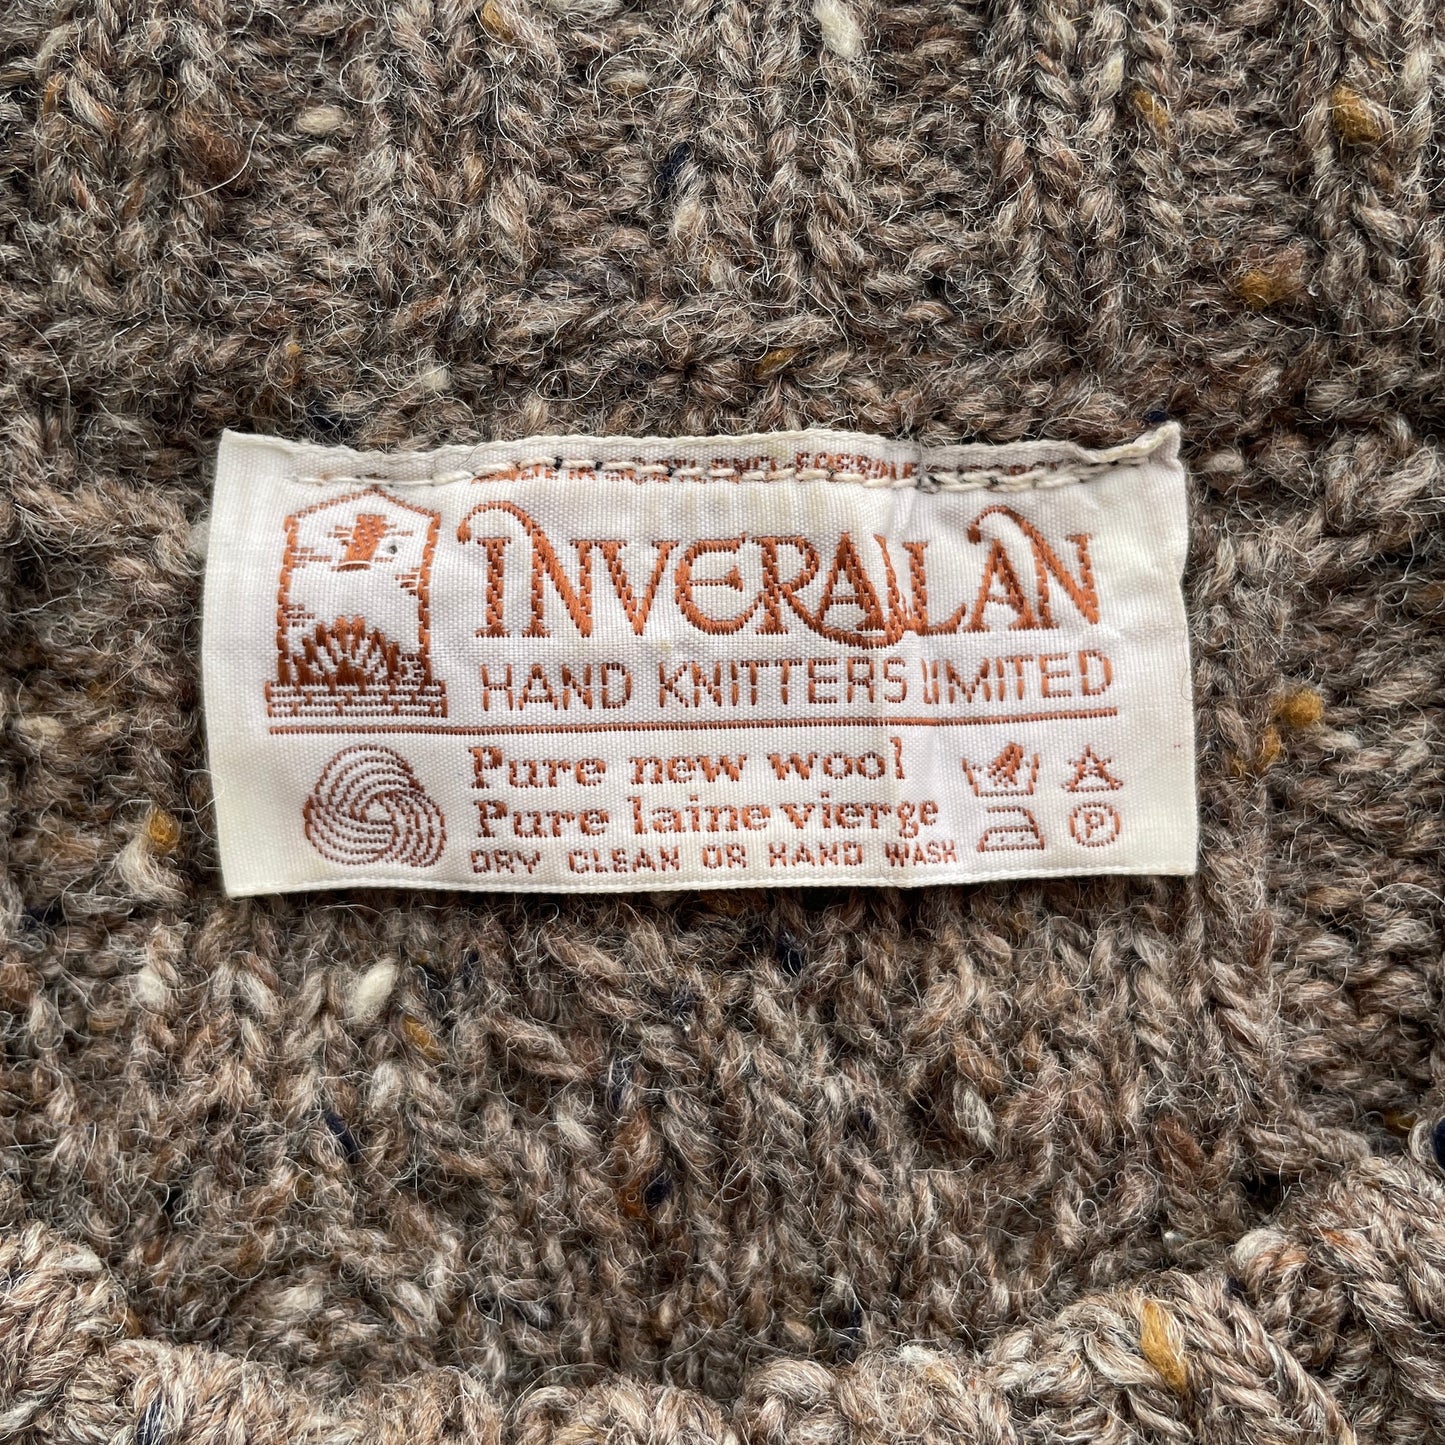 INVERALLAN
HAND KNITTERS LIMITED
Pure new wool
Pure laine vierge
DRY CLEAN OR HAND WASH
P